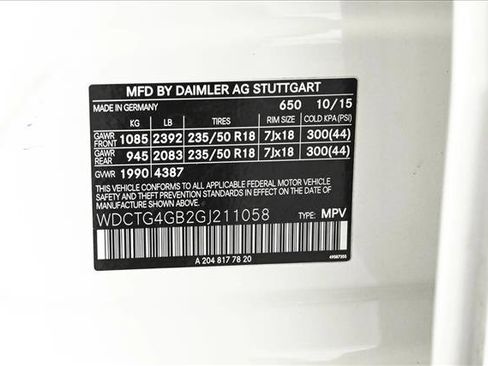 MFD BY DAIMLER AG STUTTGART
MADE IN GERMANY 650 10/15
KG LB TIRES RIM SIZE COLD KPA (PSI)
GAWR FRONT 1085 2392 235/50 R18 7Jx18 300(44)
GAWR REAR 945 2083 235/50 R18 7Jx18 300(44)
GVWR 1990 4387
THIS CONFORMS TO ALL APPLICABLE FEDERAL MOTOR VEHICLE
SAFETY STANDARDS AND THEFT PREVENTION STANDARDS
IN EFFECT ON THE DATE OF MANUFACTURE SHOWN ABOVE.
WDCTG4GB2GJ211058 TYPE: MPV
A 204 817 78 20